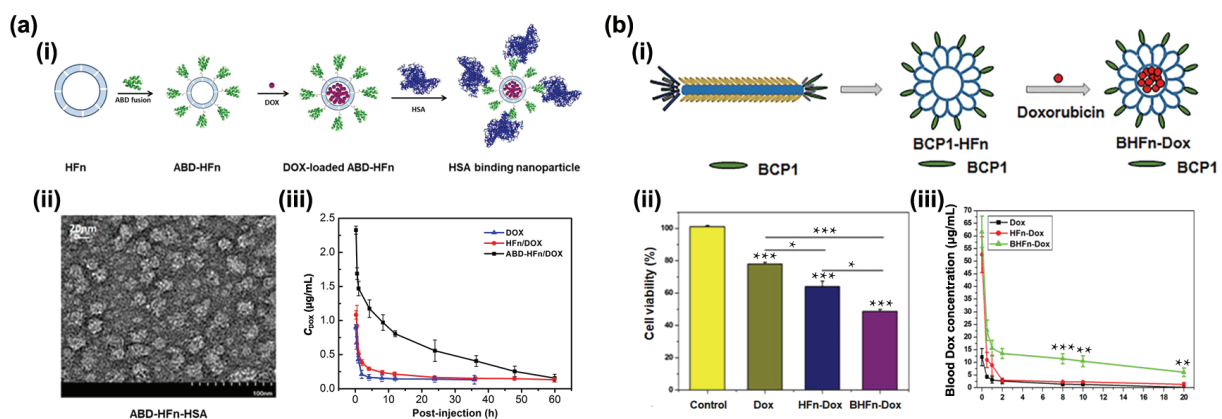 (a)
(i)
ABD fusion
DOX
HSA
HFn
ABD-HFn
DOX-loaded ABD-HFn
HSA binding nanoparticle
(ii)
20nm
100nm
ABD-HFn-HSA
(iii)
2.5
2.0
1.5
1.0
0.5
0.0
C_DOX (µg/mL)
DOX
HFn/DOX
ABD-HFn/DOX
0 10 20 30 40 50 60
Post-injection (h)
(b)
(i)
Doxorubicin
BCP1-HFn
BHFn-Dox
BCP1
BCP1
BCP1
(ii)
100
80
60
40
20
0
Cell viability (%)
***
*
*
***
***
***
Control Dox HFn-Dox BHFn-Dox
(iii)
70
65
60
55
50
45
40
35
30
25
20
15
10
5
0
Blood Dox concentration (µg/mL)
Dox
HFn-Dox
BHFn-Dox
*** **
**
0 2 4 6 8 10 12 14 16 18 20